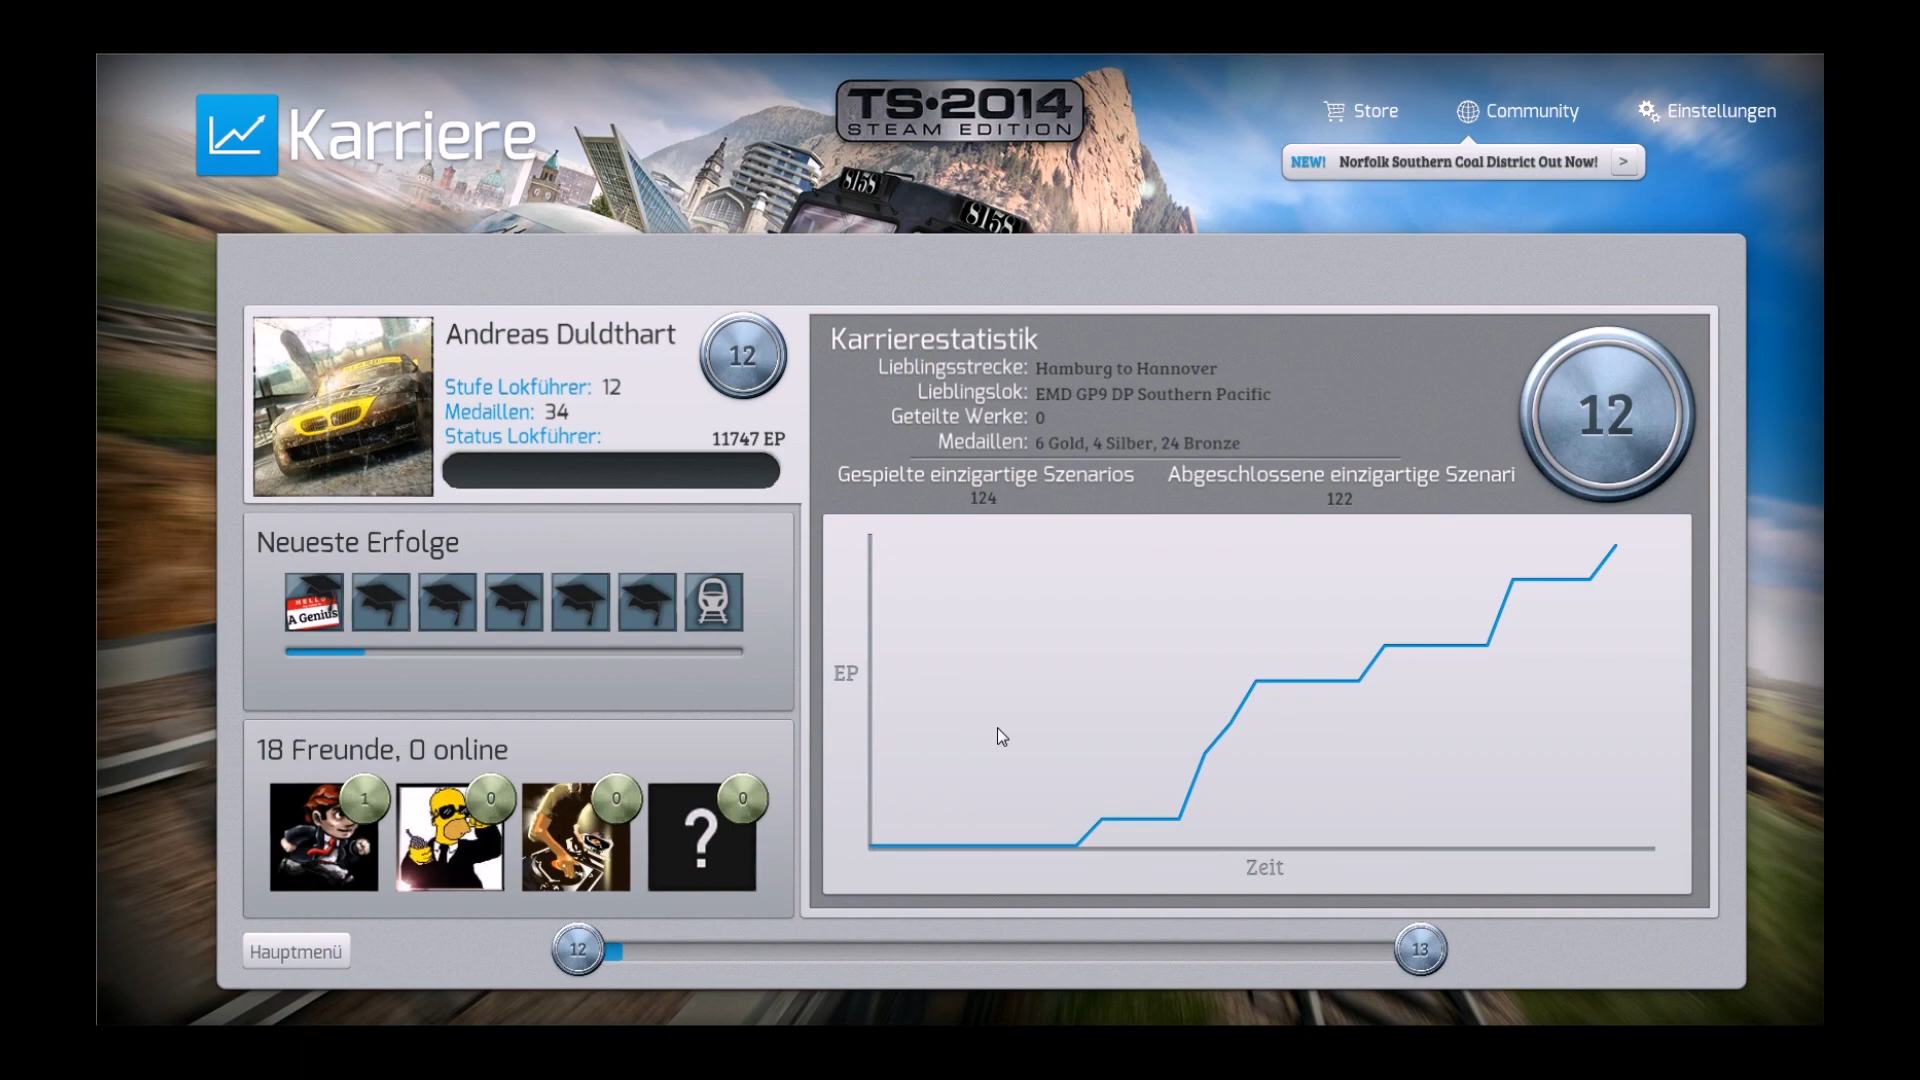 Karriere
TS•2014
STEAM EDITION
Store
Community
Einstellungen
NEW! Norfolk Southern Coal District Out Now! >
8158
8158
Andreas Duldthart
12
Stufe Lokführer: 12
Medaillen: 34
Status Lokführer:
11747 EP
Karrierestatistik
Lieblingsstrecke: Hamburg to Hannover
Lieblingslok: EMD GP9 DP Southern Pacific
Geteilte Werke: 0
Medaillen: 6 Gold, 4 Silber, 24 Bronze
Gespielte einzigartige Szenarios
124
Abgeschlossene einzigartige Szenari
122
12
Neueste Erfolge
HELLO
A Genius
EP
Zeit
18 Freunde, 0 online
1
0
0
0
?
Hauptmenü
12
13